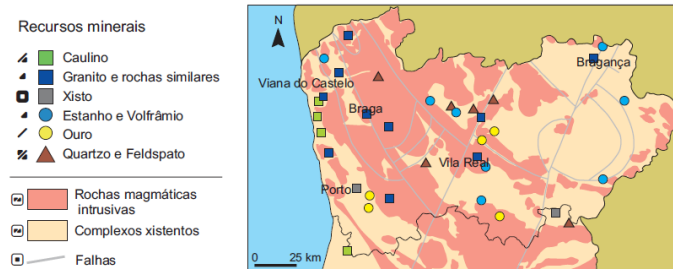 Recursos minerais
Caulino
Granito e rochas similares
Xisto
Estanho e Volfrâmio
Ouro
Quartzo e Feldspato
Rochas magmáticas
intrusivas
Complexos xistentos
Falhas
N
Bragança
Viana do Castelo
Braga
Vila Real
Porto
0 25 km